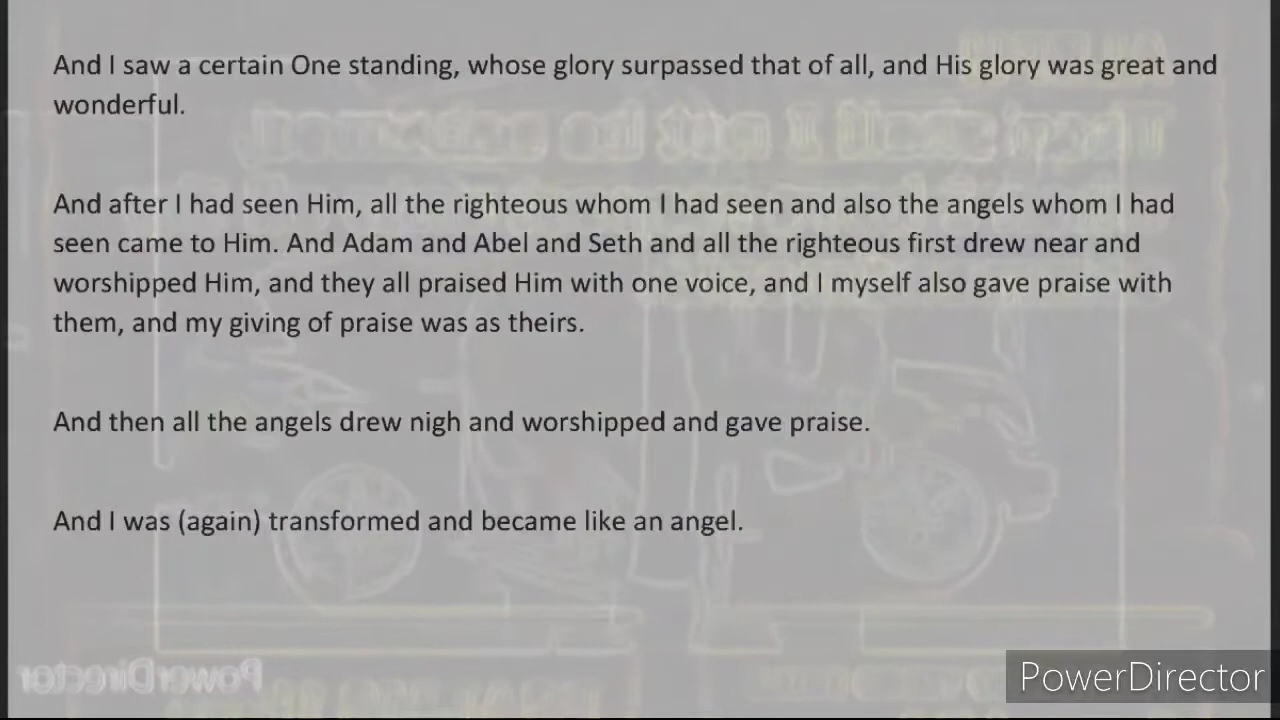 And I saw a certain One standing, whose glory surpassed that of all, and His glory was great and
wonderful.
And after I had seen Him, all the righteous whom I had seen and also the angels whom I had
seen came to Him. And Adam and Abel and Seth and all the righteous first drew near and
worshipped Him, and they all praised Him with one voice, and I myself also gave praise with
them, and my giving of praise was as theirs.
And then all the angels drew nigh and worshipped and gave praise.
And I was (again) transformed and became like an angel.
PowerDirector
PowerDirector